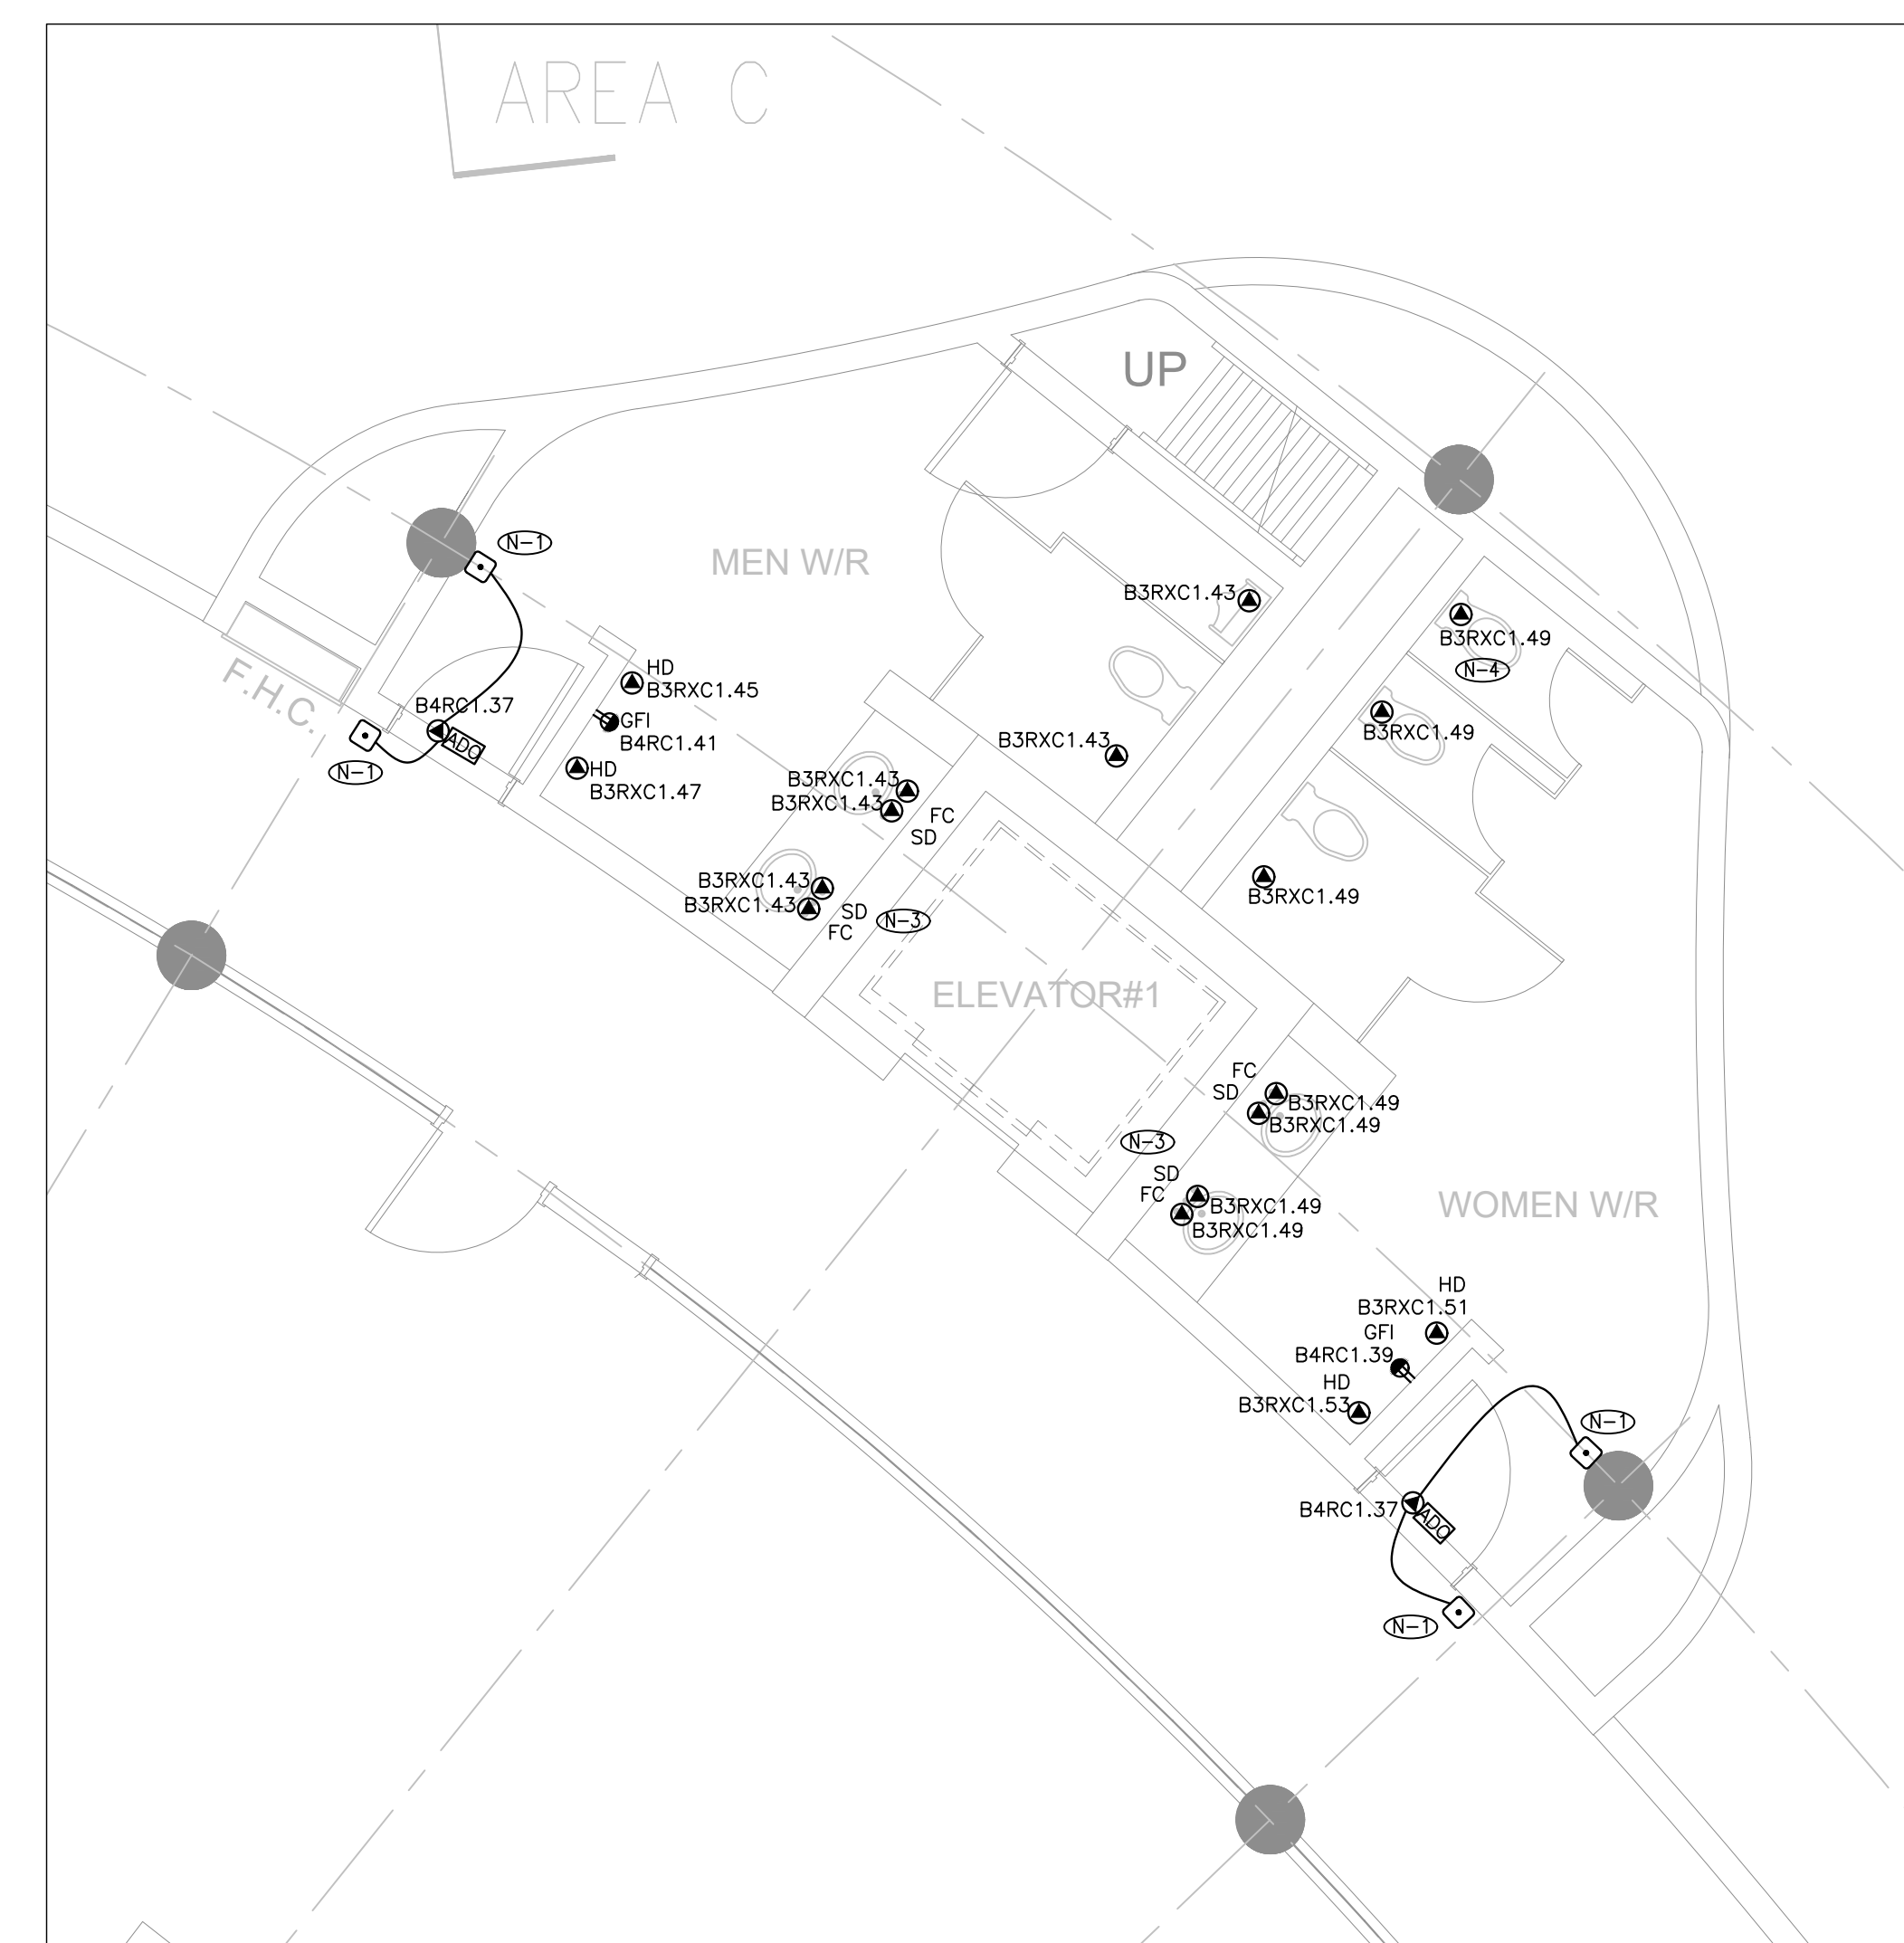 AREA C
UP
N-1
MEN W/R
B3RXC1.43
B3RXC1.49
N-4
HD
B3RXC1.45
F.H.C.
B4RC1.37
GFI
B4RC1.41
B3RXC1.49
ADO
B3RXC1.43
N-1
HD
B3RXC1.47
B3RXC1.43
B3RXC1.43
FC
SD
B3RXC1.43
B3RXC1.43
SD
FC
N-3
B3RXC1.49
ELEVATOR#1
FC
SD
B3RXC1.49
B3RXC1.49
N-3
SD
FC
B3RXC1.49
B3RXC1.49
WOMEN W/R
HD
B3RXC1.51
GFI
B4RC1.39
HD
B3RXC1.53
N-1
B4RC1.37
ADO
N-1